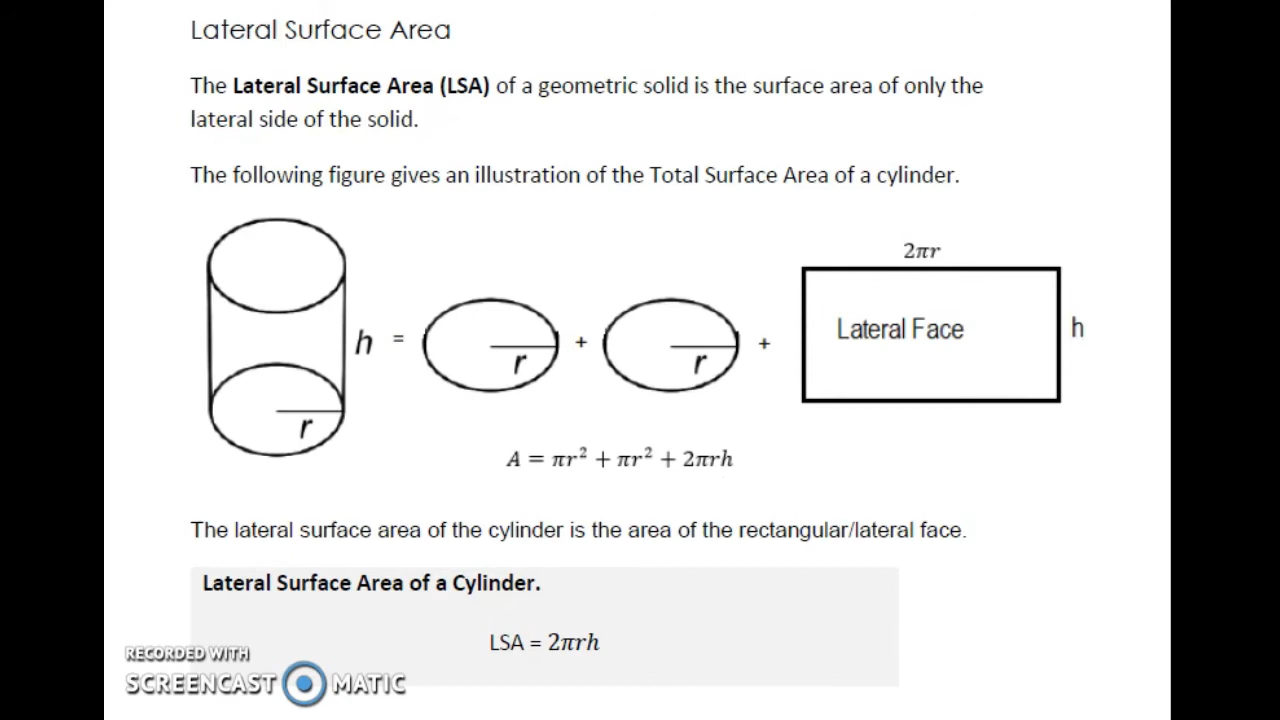 Lateral Surface Area
The Lateral Surface Area (LSA) of a geometric solid is the surface area of only the
lateral side of the solid.
The following figure gives an illustration of the Total Surface Area of a cylinder.
2πr
h = r + r + Lateral Face h
r
A = πr² + πr² + 2πrh
The lateral surface area of the cylinder is the area of the rectangular/lateral face.
Lateral Surface Area of a Cylinder.
LSA = 2πrh
RECORDED WITH
SCREENCAST MATIC